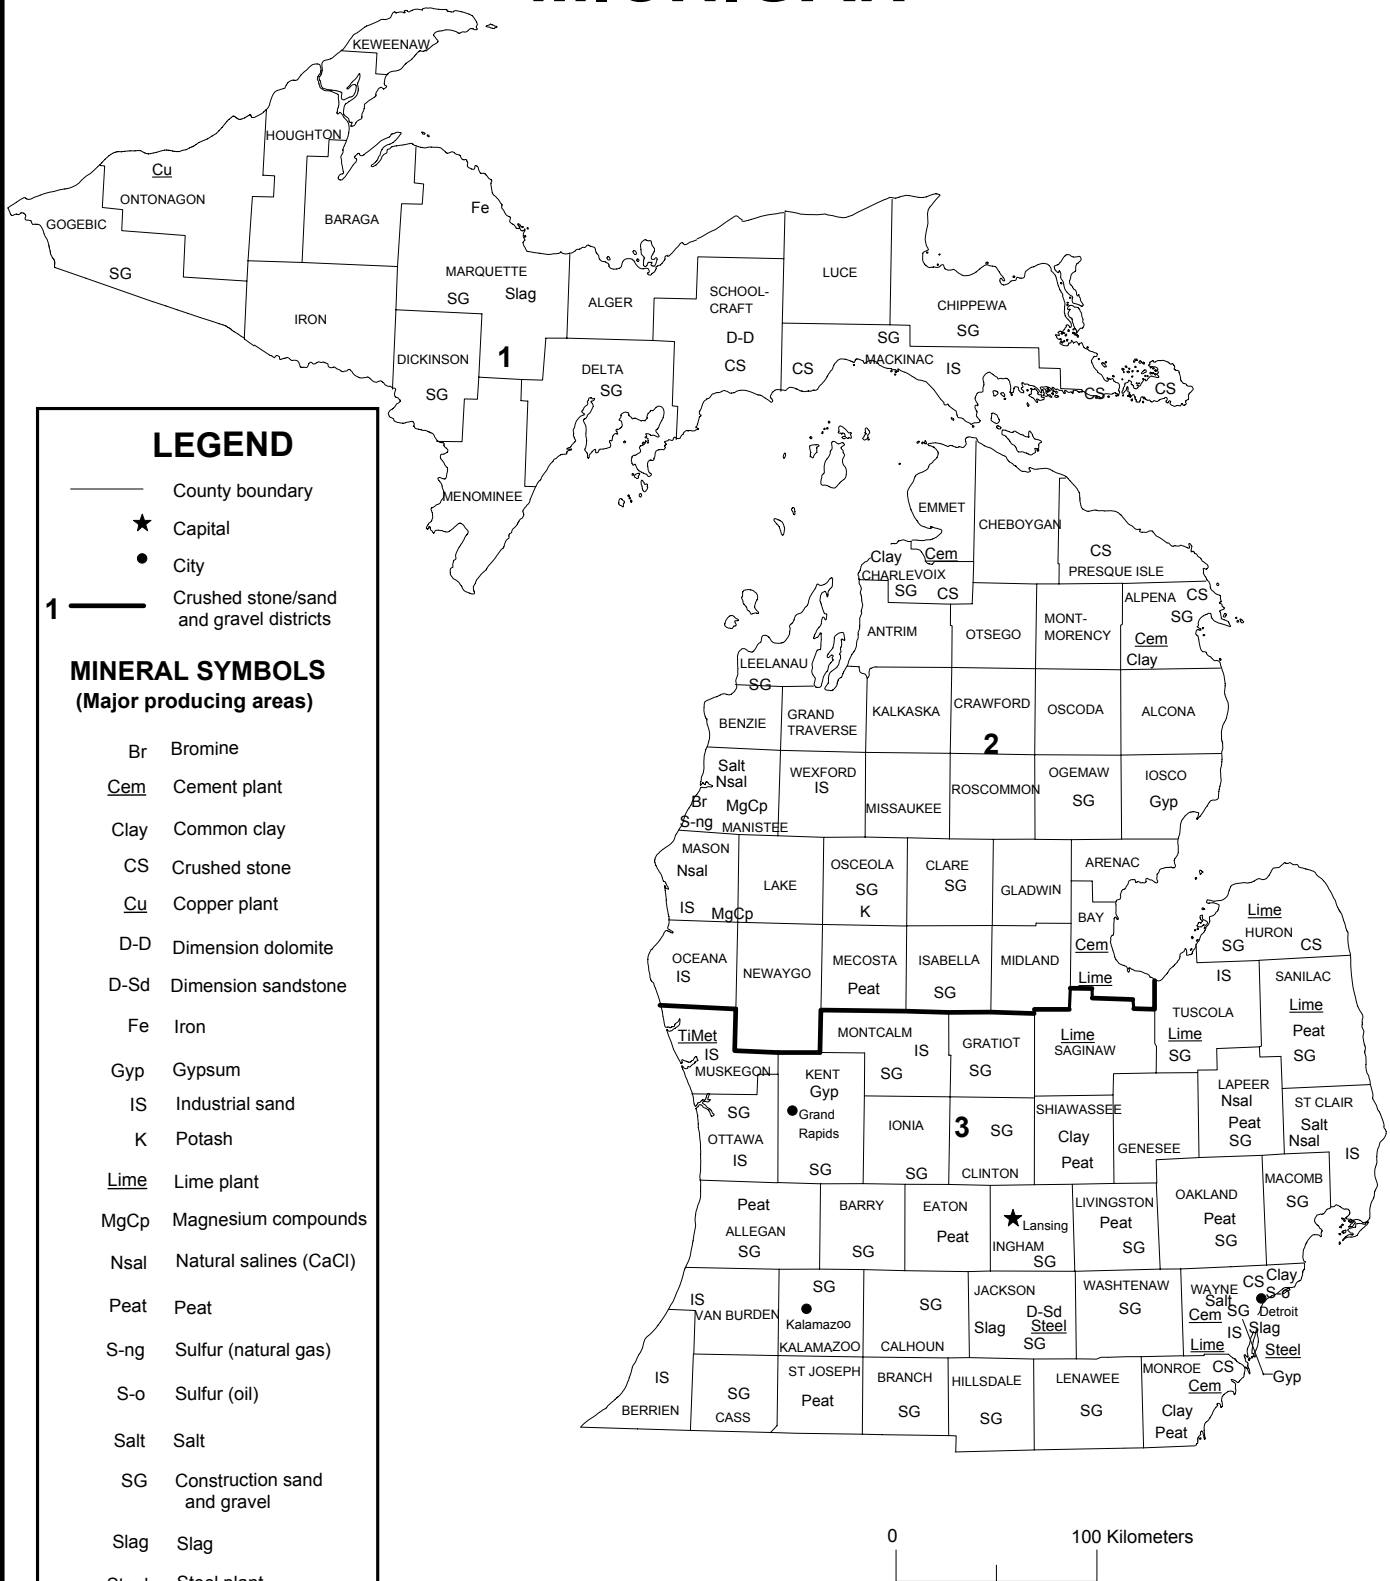 MICHIGAN
KEWEENAW
HOUGHTON
Cu
ONTONAGON
GOGEBIC
SG
BARAGA
Fe
MARQUETTE
SG Slag
IRON
DICKINSON
SG
1
ALGER
SCHOOL-
CRAFT
D-D
CS
LUCE
CHIPPEWA
SG
SG
MACKINAC
CS
IS
CS
CS
DELTA
SG
MENOMINEE
LEGEND
County boundary
Capital
City
1
Crushed stone/sand
and gravel districts
MINERAL SYMBOLS
(Major producing areas)
Br Bromine
Cem Cement plant
Clay Common clay
CS Crushed stone
Cu Copper plant
D-D Dimension dolomite
D-Sd Dimension sandstone
Fe Iron
Gyp Gypsum
IS Industrial sand
K Potash
Lime Lime plant
MgCp Magnesium compounds
Nsal Natural salines (CaCl)
Peat Peat
S-ng Sulfur (natural gas)
S-o Sulfur (oil)
Salt Salt
SG Construction sand
and gravel
Slag Slag
Steel Steel plant
EMMET
CHEBOYGAN
CS
PRESQUE ISLE
Clay Cem
CHARLEVOIX
SG CS
ALPENA CS
SG
Cem
Clay
ANTRIM
OTSEGO
MONT-
MORENCY
LEELANAU
SG
BENZIE
GRAND
TRAVERSE
KALKASKA
CRAWFORD
OSCODA
ALCONA
2
Salt
Nsal
Br MgCp
S-ng MANISTEE
WEXFORD
IS
MISSAUKEE
ROSCOMMON
OGEMAW
SG
IOSCO
Gyp
MASON
Nsal
IS MgCp
LAKE
OSCEOLA
SG
K
CLARE
SG
GLADWIN
ARENAC
BAY
Cem
Lime
Lime
HURON
SG CS
OCEANA
IS
NEWAYGO
MECOSTA
Peat
ISABELLA
SG
MIDLAND
IS
TUSCOLA
Lime
SG
SANILAC
Lime
Peat
SG
TiMet
IS
MUSKEGON
MONTCALM
IS
SG
GRATIOT
SG
Lime
SAGINAW
KENT
Gyp
Grand
Rapids
SG
SG
OTTAWA
IS
IONIA
SG
3 SG
CLINTON
SHIAWASSEE
Clay
Peat
GENESEE
LAPEER
Nsal
Peat
SG
ST CLAIR
Salt
Nsal
IS
Peat
ALLEGAN
SG
BARRY
SG
EATON
Peat
Lansing
INGHAM
SG
LIVINGSTON
Peat
SG
OAKLAND
Peat
SG
MACOMB
SG
IS
VAN BURDEN
SG
Kalamazoo
KALAMAZOO
SG
CALHOUN
JACKSON
D-Sd
Slag Steel
SG
WASHTENAW
SG
WAYNE CS Clay
Salt S-o
Cem SG Detroit
IS Slag
Lime Steel
Gyp
IS
BERRIEN
SG
CASS
ST JOSEPH
Peat
BRANCH
SG
HILLSDALE
SG
LENAWEE
SG
MONROE CS
Cem
Clay
Peat
0 100 Kilometers